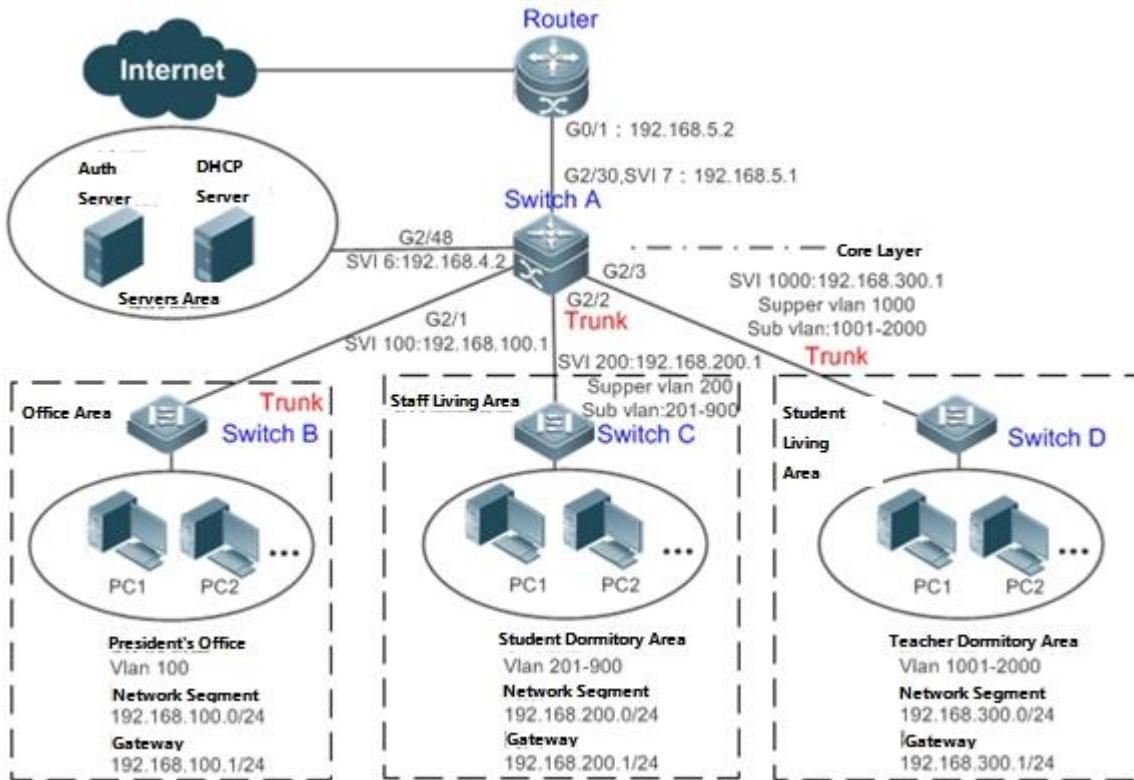 Router
Internet
G0/1 : 192.168.5.2
Auth
Server
DHCP
Server
G2/30,SVI 7 : 192.168.5.1
Switch A
G2/48
SVI 6:192.168.4.2
Servers Area
Core Layer
G2/3
SVI 1000:192.168.300.1
Supper vlan 1000
Sub vlan:1001-2000
G2/2
Trunk
G2/1
SVI 100:192.168.100.1
Trunk
SVI 200:192.168.200.1
Supper vlan 200
Sub vlan:201-900
Office Area
Trunk
Switch B
Staff Living Area
Switch C
Student
Living
Area
Switch D
PC1
PC2
...
PC1
PC2
...
PC1
PC2
...
President's Office
Vlan 100
Network Segment
192.168.100.0/24
Gateway
192.168.100.1/24
Student Dormitory Area
Vlan 201-900
Network Segment
192.168.200.0/24
Gateway
192.168.200.1/24
Teacher Dormitory Area
Vlan 1001-2000
Network Segment
192.168.300.0/24
Gateway
192.168.300.1/24